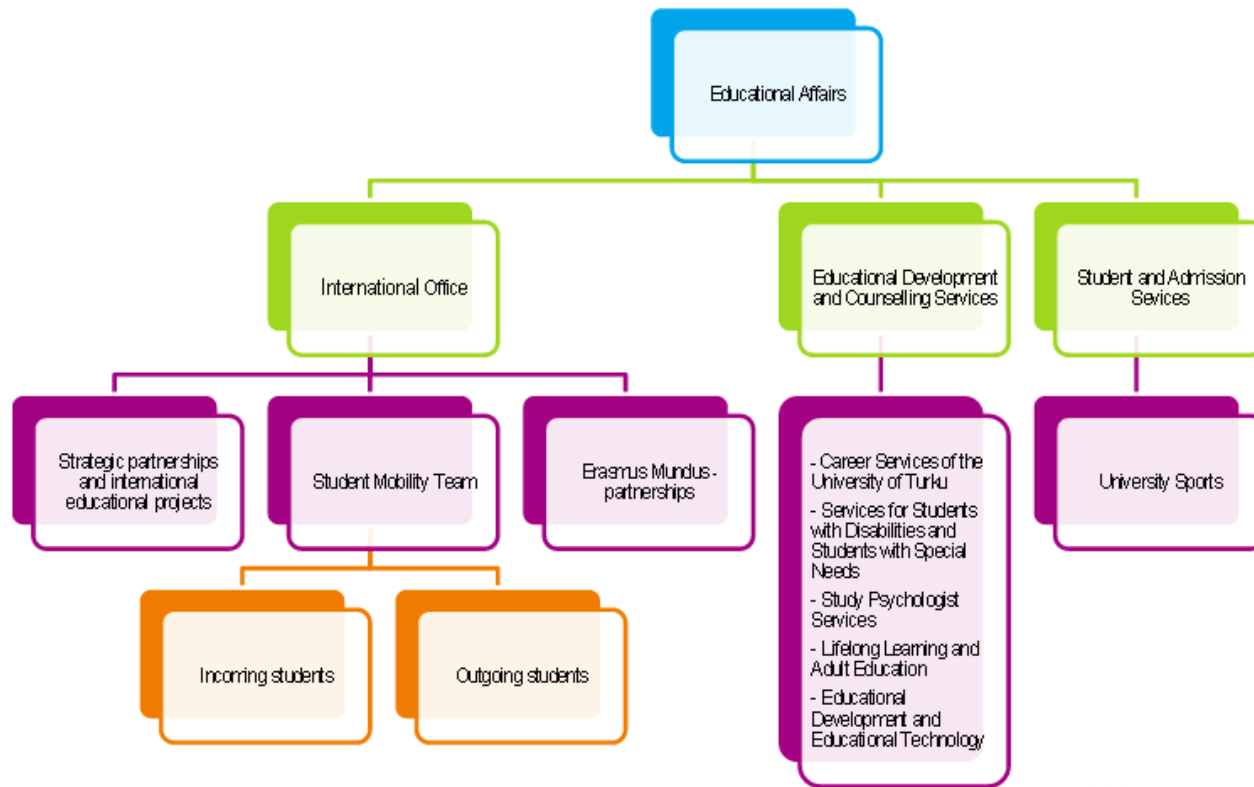 Educational Affairs
International Office
Educational Development
and Counselling Services
Student and Admission
Sevices
Strategic partnerships
and international
educational projects
Student Mobility Team
Erasmus Mundus-
partnerships
- Career Services of the
University of Turku
- Services for Students
with Disabilities and
Students with Special
Needs
- Study Psychologist
Services
- Lifelong Learning and
Adult Education
- Educational
Development and
Educational Technology
University Sports
Incoming students
Outgoing students